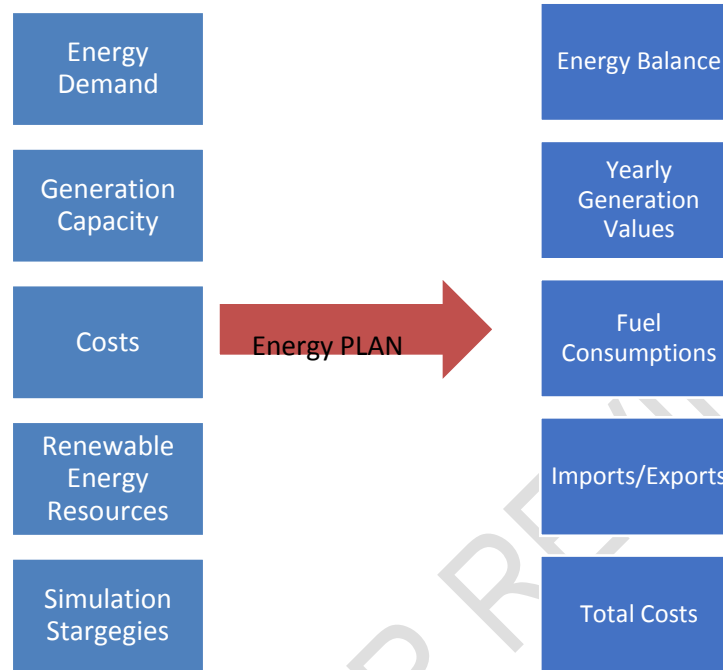 Energy
Demand
Generation
Capacity
Costs
Renewable
Energy
Resources
Simulation
Stargegies
Energy PLAN
Energy Balance
Yearly
Generation
Values
Fuel
Consumptions
Imports/Exports
Total Costs